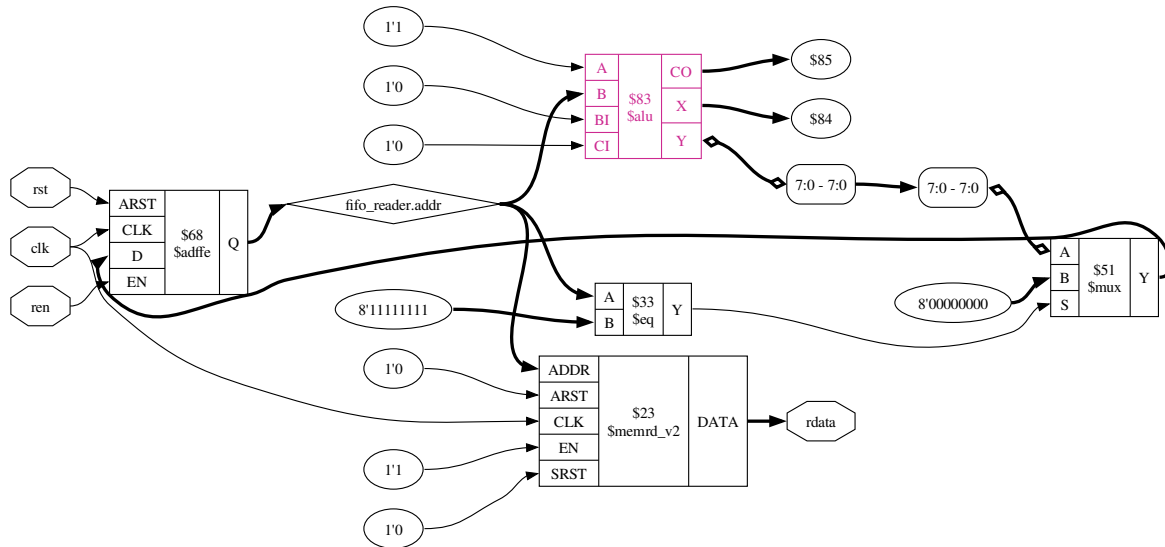 1'1
1'0
1'0
A
B
BI
CI
$83
$alu
CO
X
Y
$85
$84
7:0 - 7:0
7:0 - 7:0
rst
clk
ren
ARST
CLK
D
EN
$68
$adffe
Q
fifo_reader.addr
8'11111111
A
B
$33
$eq
Y
8'00000000
A
B
S
$51
$mux
Y
1'0
1'1
1'0
ADDR
ARST
CLK
EN
SRST
$23
$memrd_v2
DATA
rdata